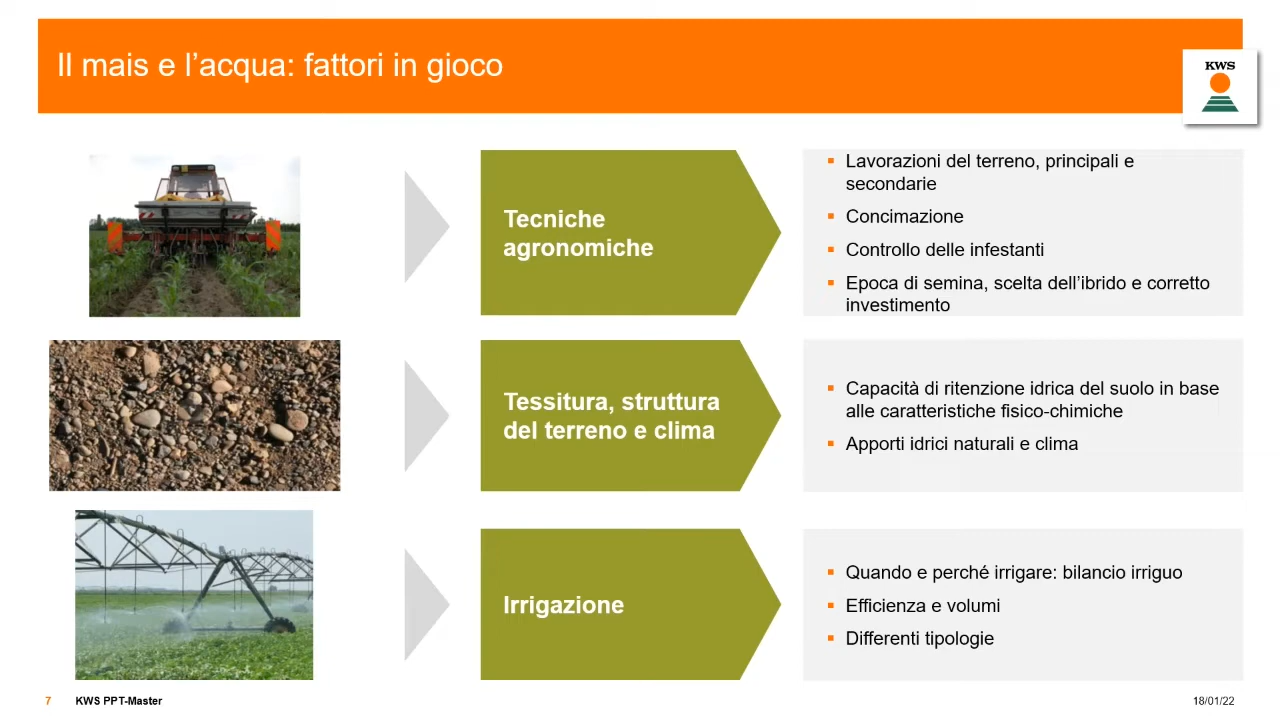 Il mais e l’acqua: fattori in gioco
KWS
Tecniche
agronomiche
▪ Lavorazioni del terreno, principali e
secondarie
▪ Concimazione
▪ Controllo delle infestanti
▪ Epoca di semina, scelta dell’ibrido e corretto
investimento
Tessitura, struttura
del terreno e clima
▪ Capacità di ritenzione idrica del suolo in base
alle caratteristiche fisico-chimiche
▪ Apporti idrici naturali e clima
Irrigazione
▪ Quando e perché irrigare: bilancio irriguo
▪ Efficienza e volumi
▪ Differenti tipologie
7 KWS PPT-Master
18/01/22